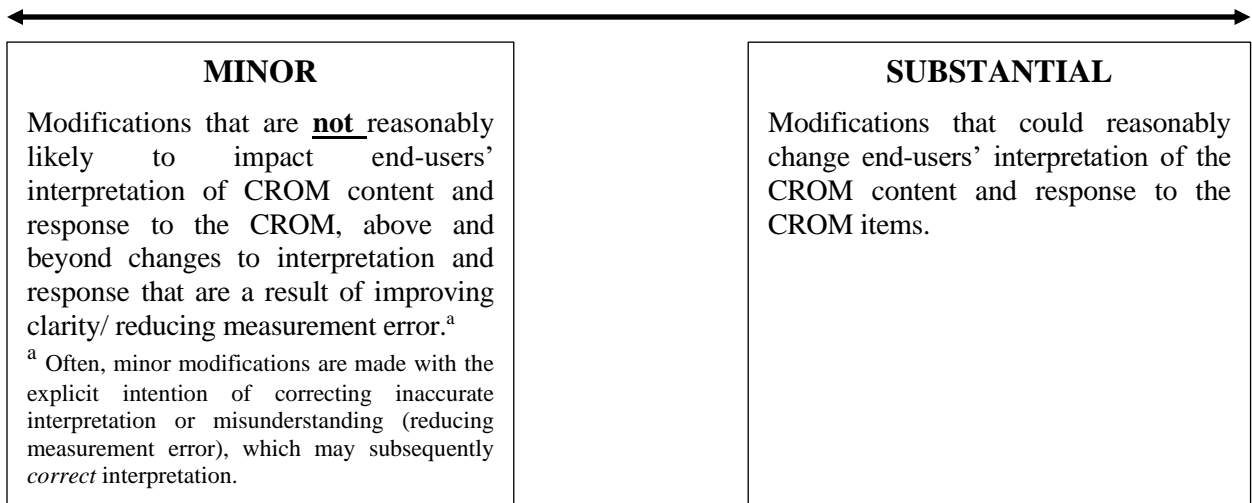 MINOR
Modifications that are not reasonably
likely to impact end-users’
interpretation of CROM content and
response to the CROM, above and
beyond changes to interpretation and
response that are a result of improving
clarity/ reducing measurement error.a
a Often, minor modifications are made with the
explicit intention of correcting inaccurate
interpretation or misunderstanding (reducing
measurement error), which may subsequently
correct interpretation.
SUBSTANTIAL
Modifications that could reasonably
change end-users’ interpretation of the
CROM content and response to the
CROM items.